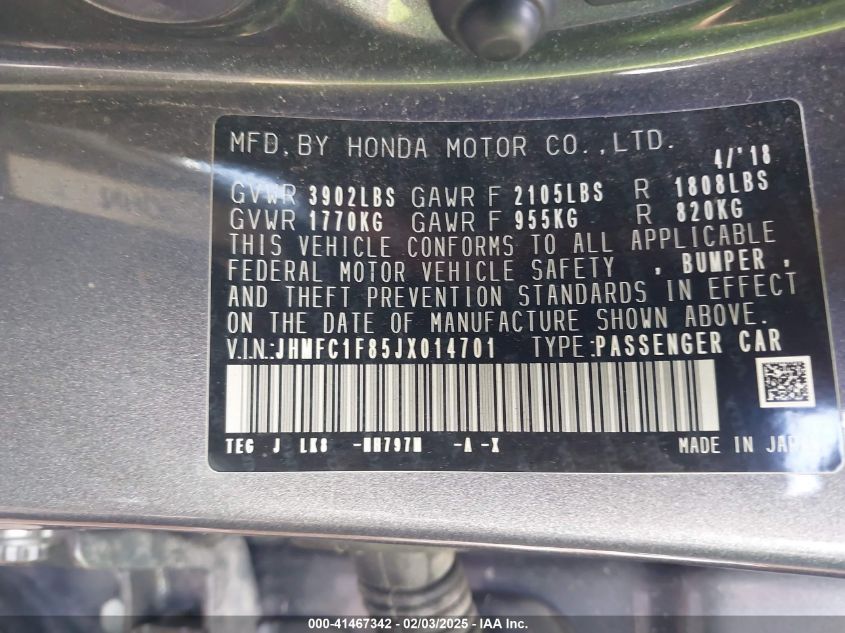 MFD. BY HONDA MOTOR CO., LTD. 4/'18
GVWR 3902LBS GAWR F 2105LBS R 1808LBS
GVWR 1770KG GAWR F 955KG R 820KG
THIS VEHICLE CONFORMS TO ALL APPLICABLE
FEDERAL MOTOR VEHICLE SAFETY , BUMPER ,
AND THEFT PREVENTION STANDARDS IN EFFECT
ON THE DATE OF MANUFACTURE SHOWN ABOVE.
V.I.N.: JHMFC1F85JX014701 TYPE: PASSENGER CAR
TEG J LK8 -NH797M -A -X MADE IN JAPAN
000-41467342 / 02/03/2025 - IAA Inc.